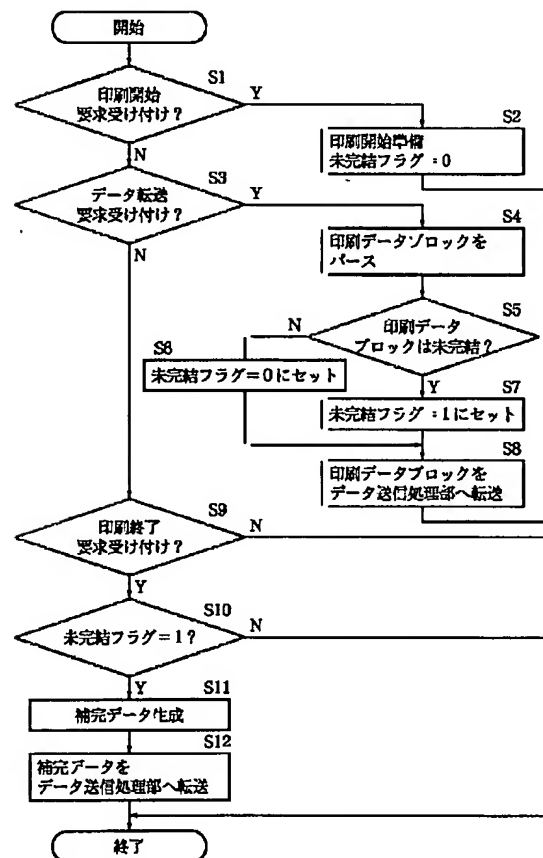 開始
S1
印刷開始
要求受け付け？
Y
N
S2
印刷開始準備
未完結フラグ：0
S3
データ転送
要求受け付け？
Y
N
S4
印刷データブロックを
パース
S5
印刷データ
ブロックは未完結？
N
Y
S6
未完結フラグ＝0にセット
S7
未完結フラグ：1にセット
S8
印刷データブロックを
データ送信処理部へ転送
S9
印刷終了
要求受け付け？
N
Y
S10
未完結フラグ＝1？
N
Y
S11
補完データ生成
S12
補完データを
データ送信処理部へ転送
終了